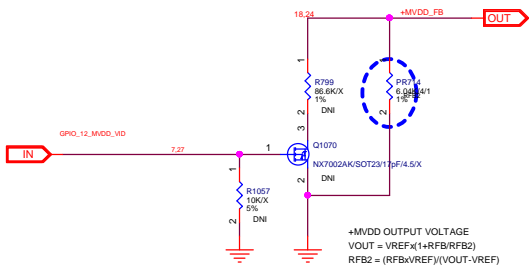 18,24
+MVDD_FB
OUT
1
1
R799
86.6K/X
1%
DNI
PR714
1%
2
2
3
Q1070
GPIO_12_MVDD_VID
IN
7,27
1
NX7002AK/SOT23/17pF/4.5/X
DNI
2
1
R1057
10K/X
5%
DNI
2
+MVDD OUTPUT VOLTAGE
VOUT = VREFx(1+RFB/RFB2)
RFB2 = (RFBxVREF)/(VOUT-VREF)